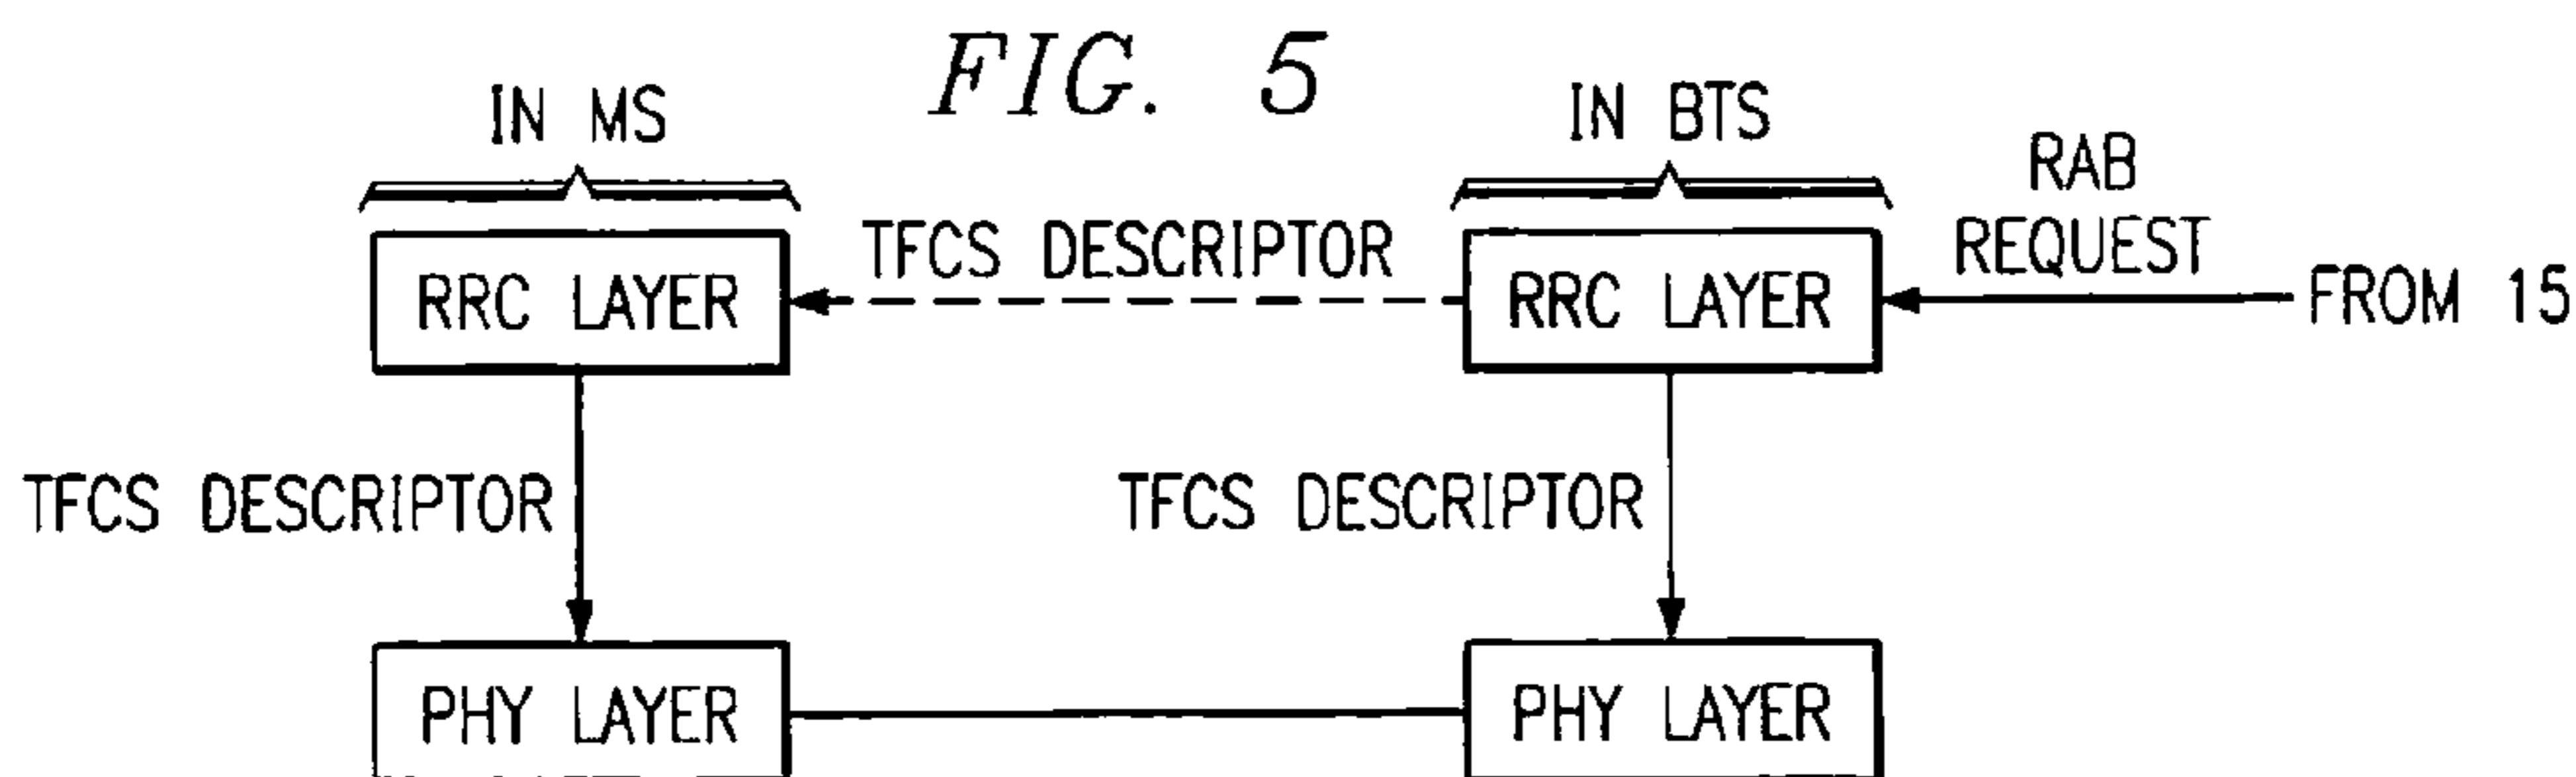 FIG. 5
IN MS
IN BTS
RAB
REQUEST
TFCS DESCRIPTOR
RRC LAYER
RRC LAYER
FROM 15
TFCS DESCRIPTOR
TFCS DESCRIPTOR
PHY LAYER
PHY LAYER